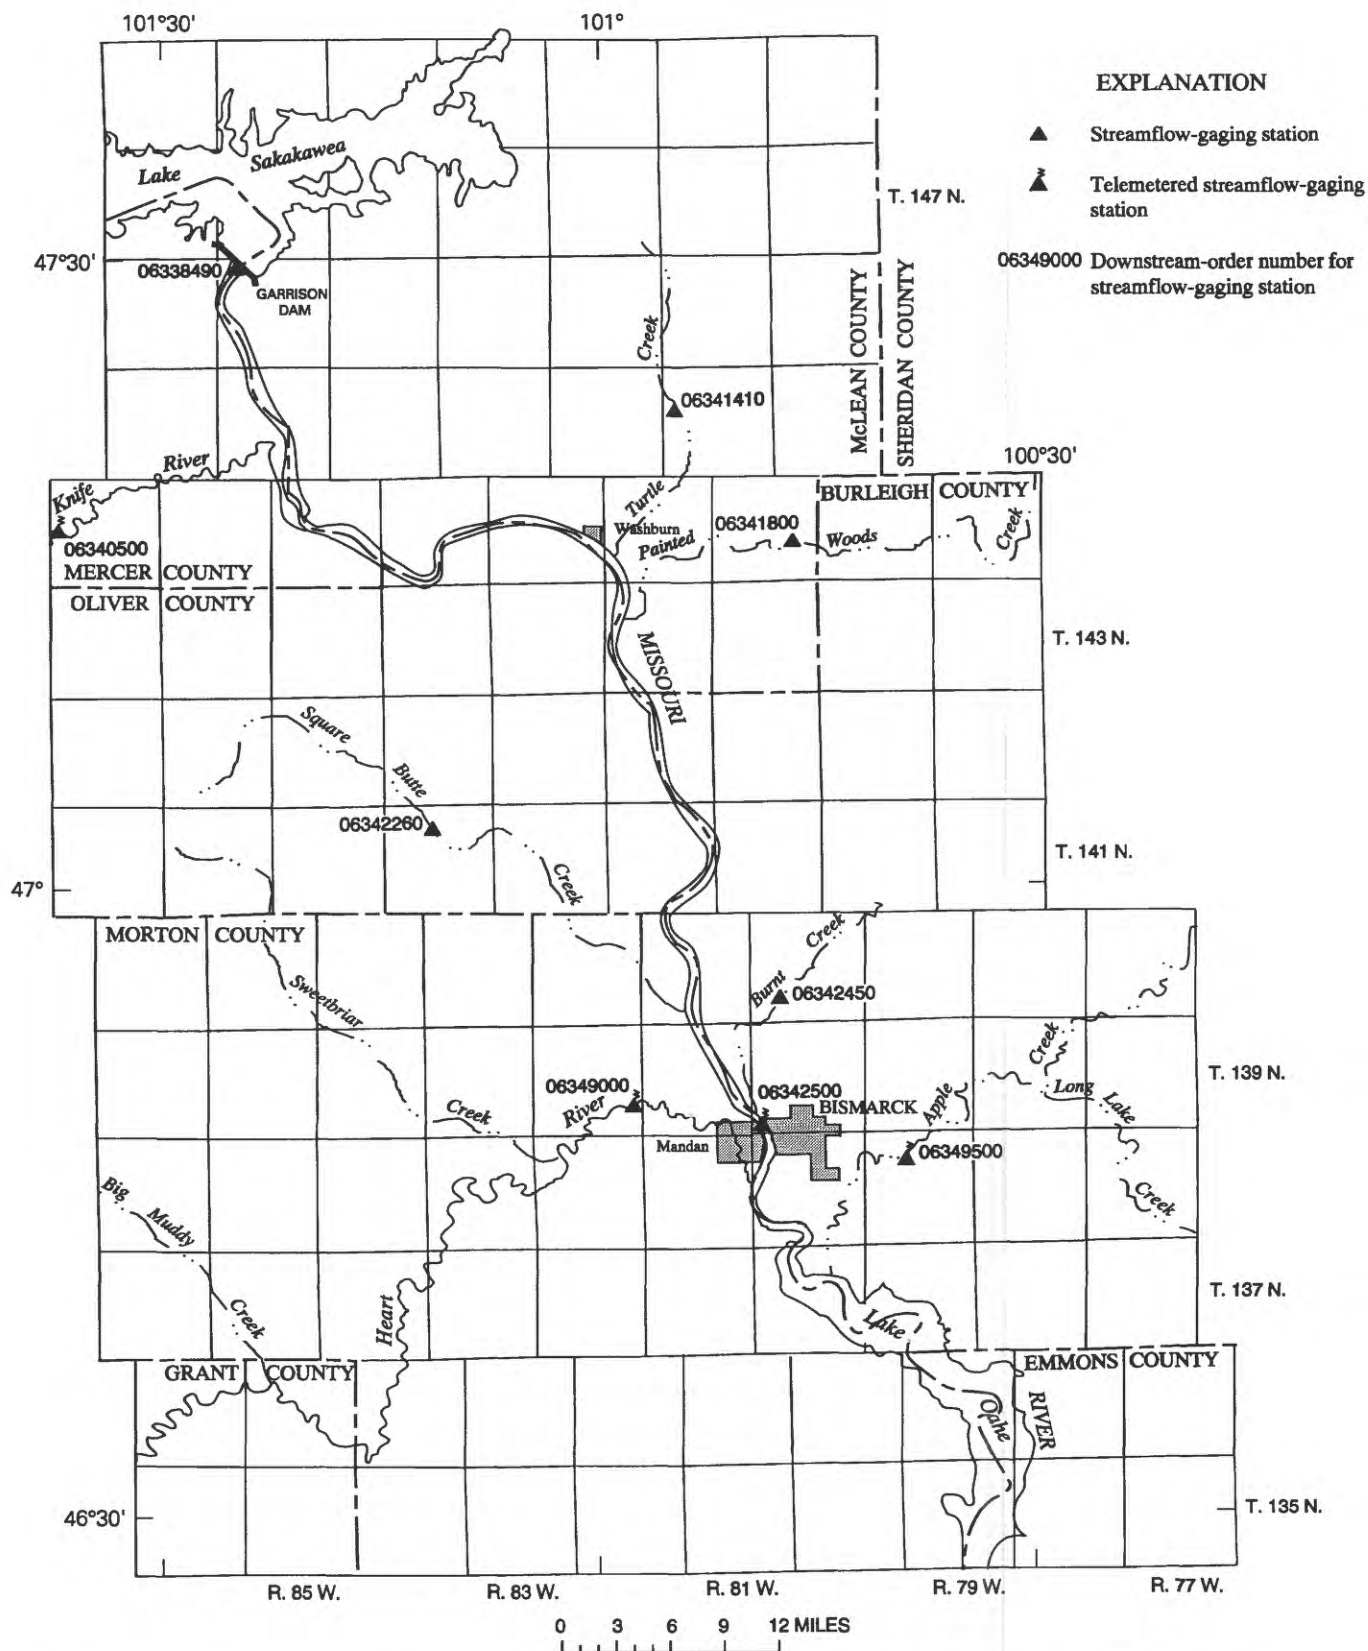 101°30'
101°
EXPLANATION
Streamflow-gaging station
Telemetered streamflow-gaging
station
06349000 Downstream-order number for
streamflow-gaging station
Lake Sakakawea
T. 147 N.
47°30'
06338490
GARRISON
DAM
McLEAN COUNTY
SHERIDAN COUNTY
Creek
06341410
100°30'
Knife River
Turtle
BURLEIGH COUNTY
Washburn
06341800
Painted Woods Creek
06340500
MERCER COUNTY
OLIVER COUNTY
T. 143 N.
MISSOURI
Square Butte
06342260
T. 141 N.
Creek
47°
MORTON COUNTY
Burnt Creek
06342450
Sweetbriar
Creek
T. 139 N.
06349000
06342500
River
BISMARCK
Apple
Creek
Long Lake
Mandan
06349500
Creek
Big Muddy
Creek
Heart
T. 137 N.
Lake
GRANT COUNTY
EMMONS COUNTY
Oahe
RIVER
46°30'
T. 135 N.
R. 85 W.
R. 83 W.
R. 81 W.
R. 79 W.
R. 77 W.
0 3 6 9 12 MILES